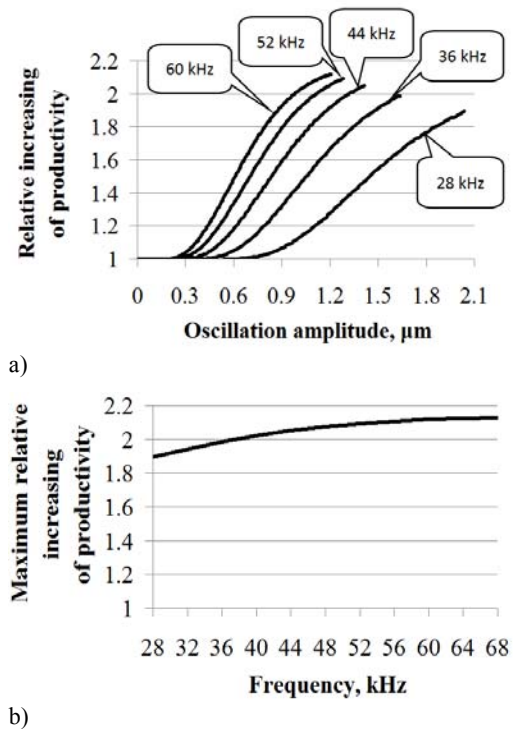 52 kHz
44 kHz
36 kHz
60 kHz
28 kHz
Relative increasing
of productivity
2.2
2
1.8
1.6
1.4
1.2
1
0 0.3 0.6 0.9 1.2 1.5 1.8 2.1
Oscillation amplitude, µm
a)
Maximum relative
increasing
of productivity
2.2
2
1.8
1.6
1.4
1.2
1
28 32 36 40 44 48 52 56 60 64 68
Frequency, kHz
b)